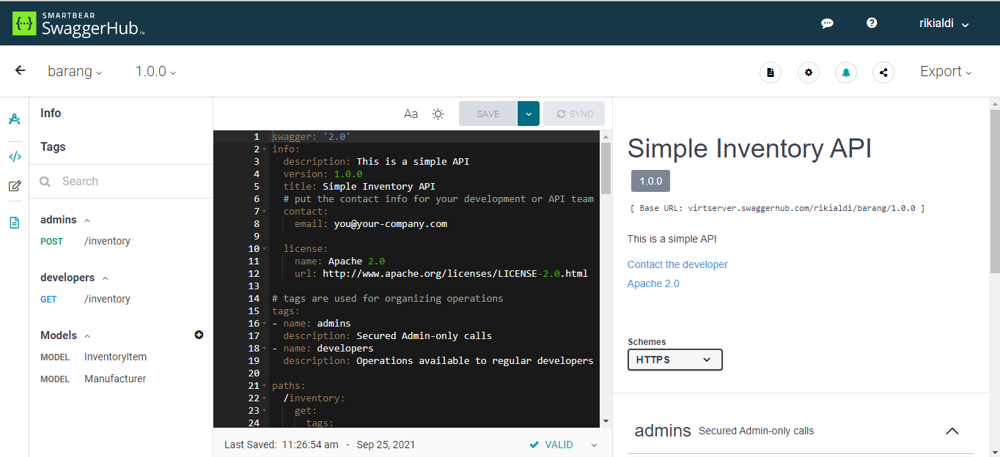 SMARTBEAR
SwaggerHub™
rikialdi
barang
1.0.0
Export
Info
Tags
Search
admins
POST /inventory
developers
GET /inventory
Models
MODEL InventoryItem
MODEL Manufacturer
Aa
SAVE
SYNC
1 swagger: '2.0'
2 info:
3 description: This is a simple API
4 version: 1.0.0
5 title: Simple Inventory API
6 # put the contact info for your development or API team
7 contact:
8 email: you@your-company.com
9
10 license:
11 name: Apache 2.0
12 url: http://www.apache.org/licenses/LICENSE-2.0.html
13
14 # tags are used for organizing operations
15 tags:
16 - name: admins
17 description: Secured Admin-only calls
18 - name: developers
19 description: Operations available to regular developers
20
21 paths:
22 /inventory:
23 get:
24 tags:
Last Saved: 11:26:54 am - Sep 25, 2021
VALID
Simple Inventory API
1.0.0
[ Base URL: virtserver.swaggerhub.com/rikialdi/barang/1.0.0 ]
This is a simple API
Contact the developer
Apache 2.0
Schemes
HTTPS
admins Secured Admin-only calls